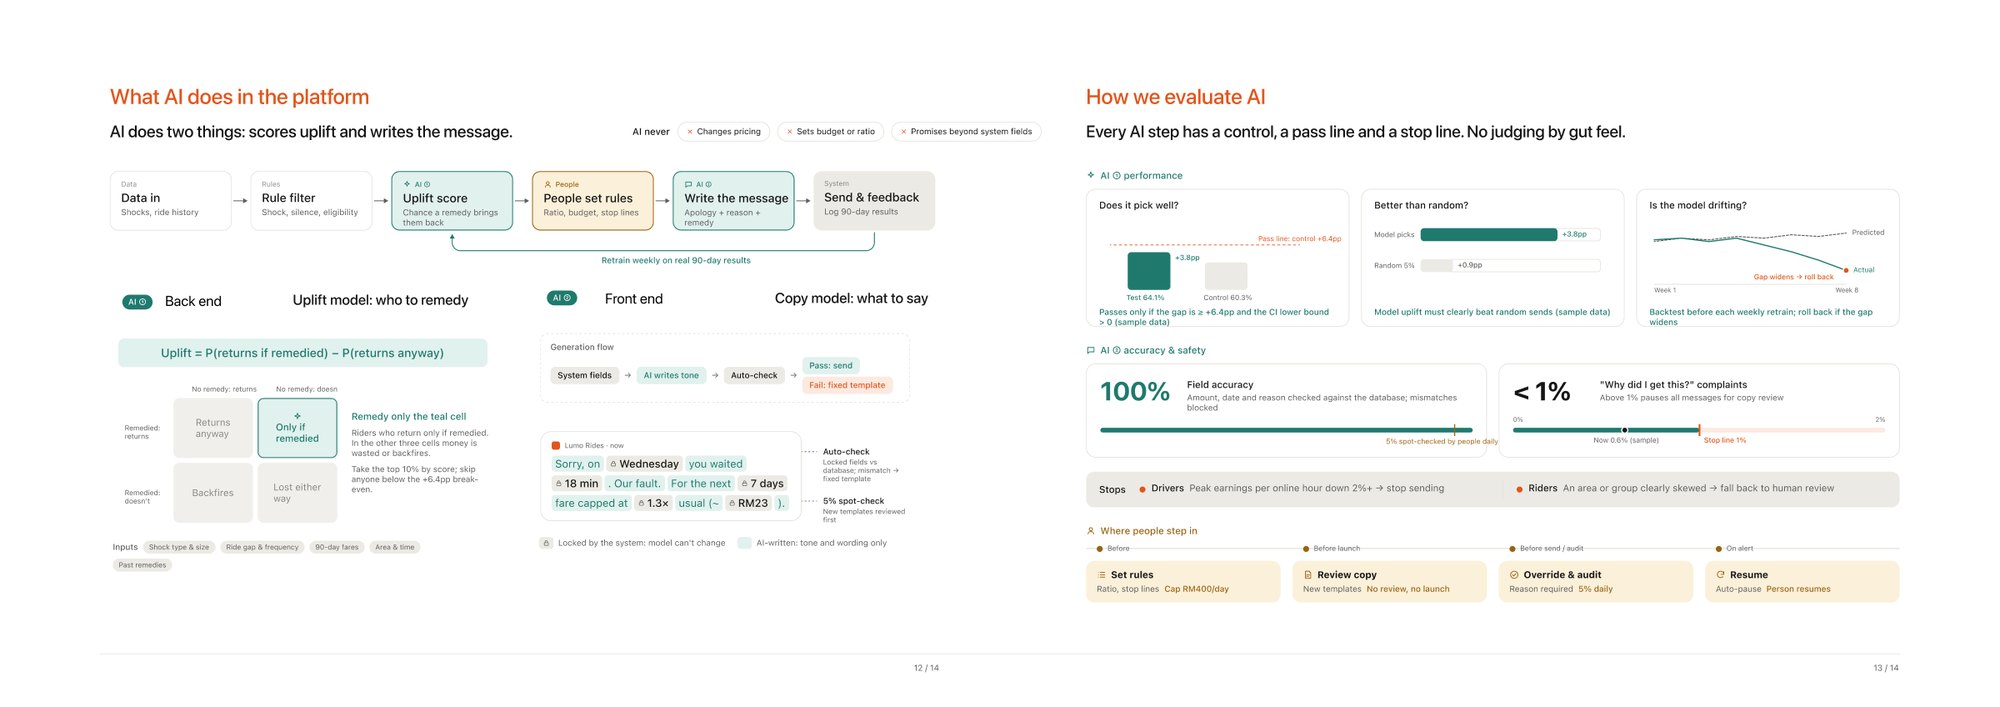 What AI does in the platform
AI does two things: scores uplift and writes the message.
AI never
× Changes pricing
× Sets budget or ratio
× Promises beyond system fields
Data
Data in
Shocks, ride history
Rules
Rule filter
Shock, silence, eligibility
AI
Uplift score
Chance a remedy brings
them back
People
People set rules
Ratio, budget, stop lines
AI
Write the message
Apology + reason +
remedy
System
Send & feedback
Log 90-day results
Retrain weekly on real 90-day results
AI
Back end
Uplift model: who to remedy
Uplift = P(returns if remedied) − P(returns anyway)
No remedy: returns
No remedy: doesn
Remedied:
returns
Returns
anyway
Only if
remedied
Remedied:
doesn't
Backfires
Lost either
way
Remedy only the teal cell
Riders who return only if remedied.
In the other three cells money is
wasted or backfires.
Take the top 10% by score; skip
anyone below the +6.4pp break-
even.
Inputs
Shock type & size
Ride gap & frequency
90-day fares
Area & time
Past remedies
AI
Front end
Copy model: what to say
Generation flow
System fields → AI writes tone → Auto-check →
Pass: send
Fail: fixed template
Lumo Rides · now
Sorry, on Wednesday you waited
18 min . Our fault. For the next 7 days
fare capped at 1.3× usual (~ RM23 ).
Auto-check
Locked fields vs
database; mismatch →
fixed template
5% spot-check
New templates reviewed
first
Locked by the system: model can't change
AI-written: tone and wording only
12 / 14
How we evaluate AI
Every AI step has a control, a pass line and a stop line. No judging by gut feel.
AI performance
Does it pick well?
Pass line: control +6.4pp
+3.8pp
Test 64.1%
Control 60.3%
Passes only if the gap is ≥ +6.4pp and the CI lower bound
> 0 (sample data)
Better than random?
Model picks
+3.8pp
Random 5%
+0.9pp
Model uplift must clearly beat random sends (sample data)
Is the model drifting?
Predicted
Actual
Gap widens → roll back
Week 1
Week 8
Backtest before each weekly retrain; roll back if the gap
widens
AI accuracy & safety
100%
Field accuracy
Amount, date and reason checked against the database; mismatches
blocked
5% spot-checked by people daily
< 1%
"Why did I get this?" complaints
Above 1% pauses all messages for copy review
0%
2%
Now 0.6% (sample)
Stop line 1%
Stops
Drivers Peak earnings per online hour down 2%+ → stop sending
Riders An area or group clearly skewed → fall back to human review
Where people step in
Before
Before launch
Before send / audit
On alert
Set rules
Ratio, stop lines Cap RM400/day
Review copy
New templates No review, no launch
Override & audit
Reason required 5% daily
Resume
Auto-pause Person resumes
13 / 14